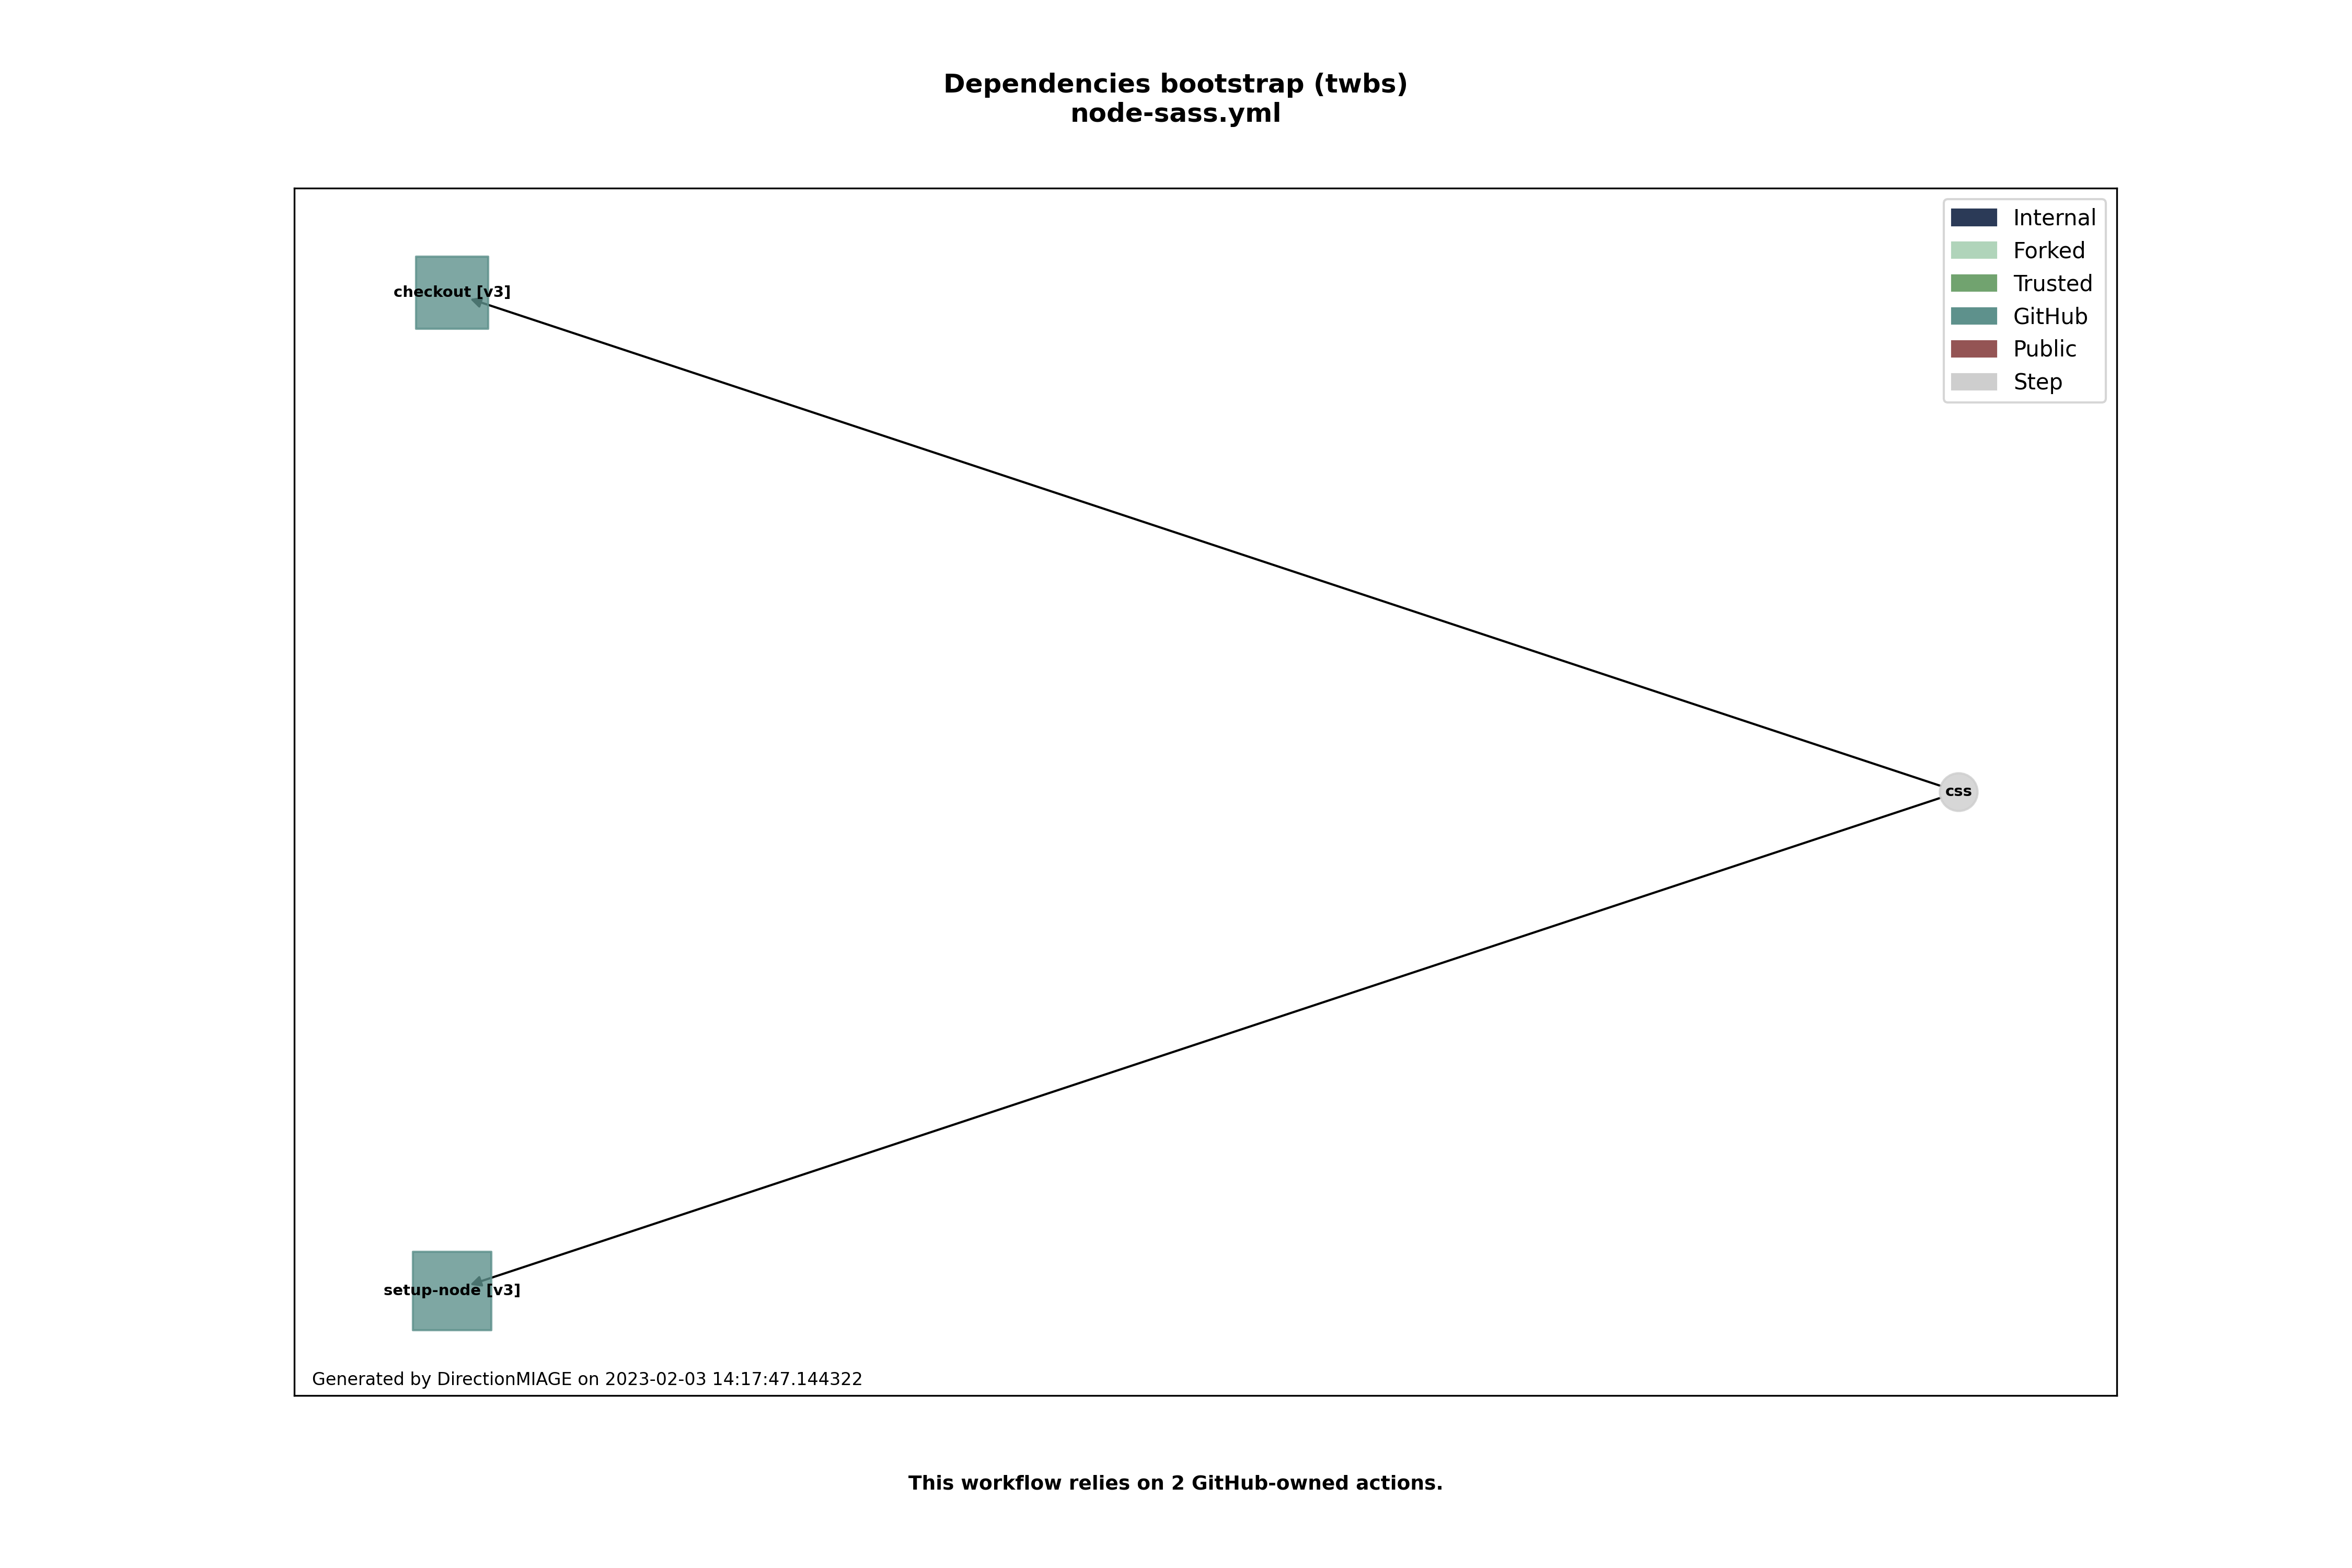 Dependencies bootstrap (twbs)
node-sass.yml
Internal
Forked
Trusted
GitHub
Public
Step
checkout [v3]
css
setup-node [v3]
Generated by DirectionMIAGE on 2023-02-03 14:17:47.144322
This workflow relies on 2 GitHub-owned actions.